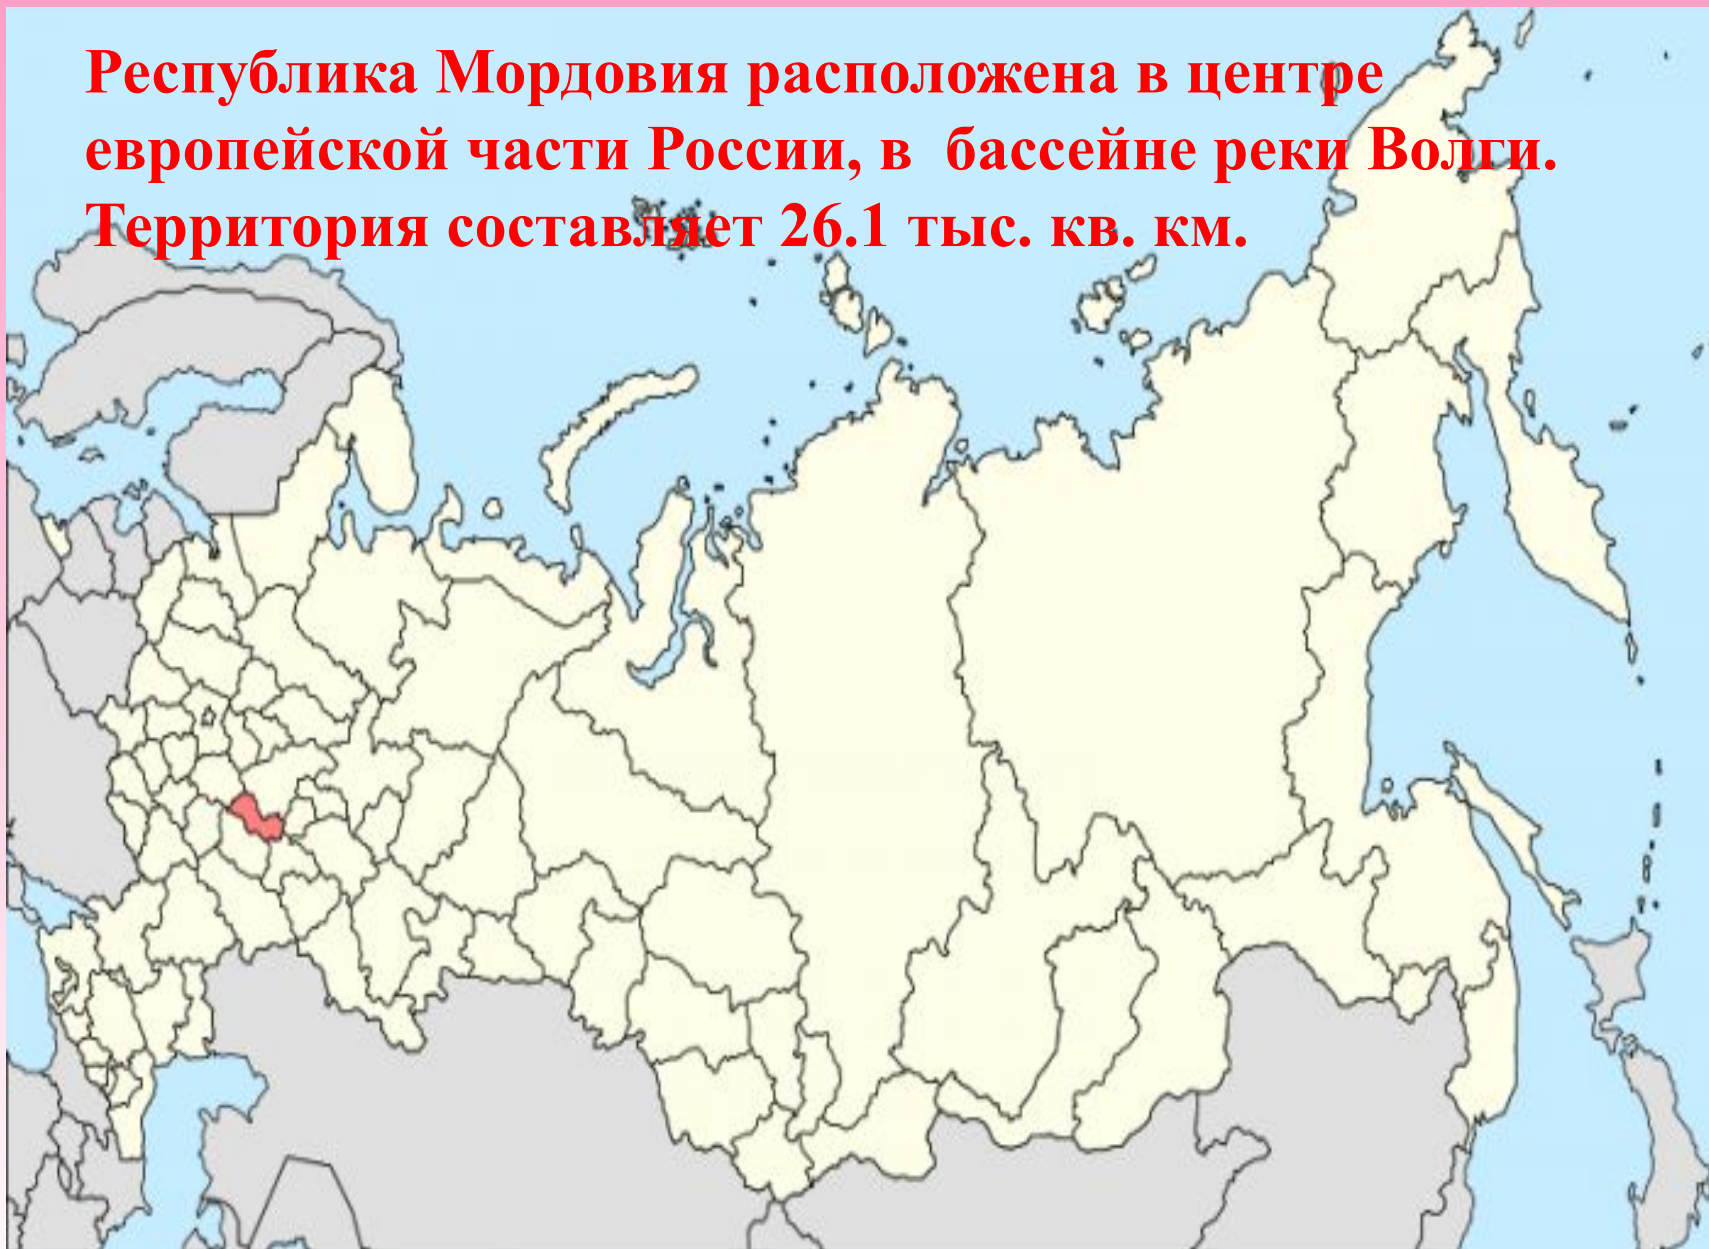 Республика Мордовия расположена в центре
европейской части России, в бассейне реки Волги.
Территория составляет 26.1 тыс. кв. км.